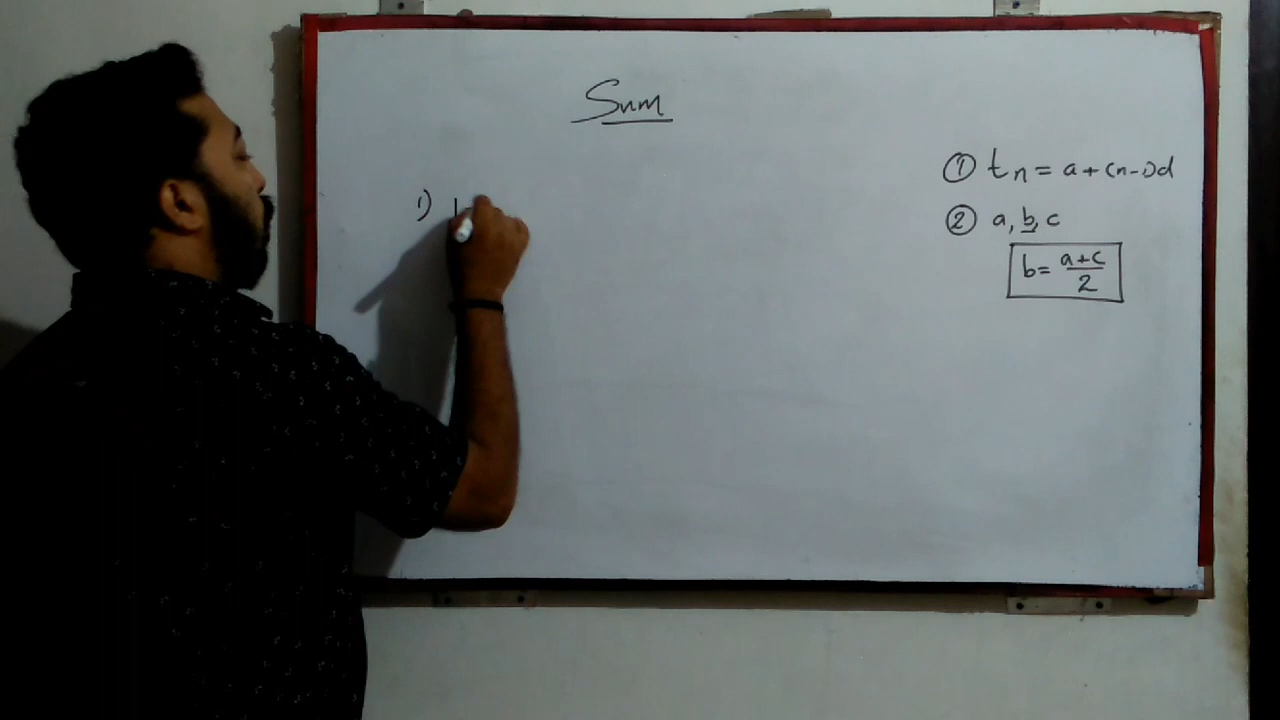 Sum
① tn = a + (n-1)d
1)
② a, b, c
b = a+c/2